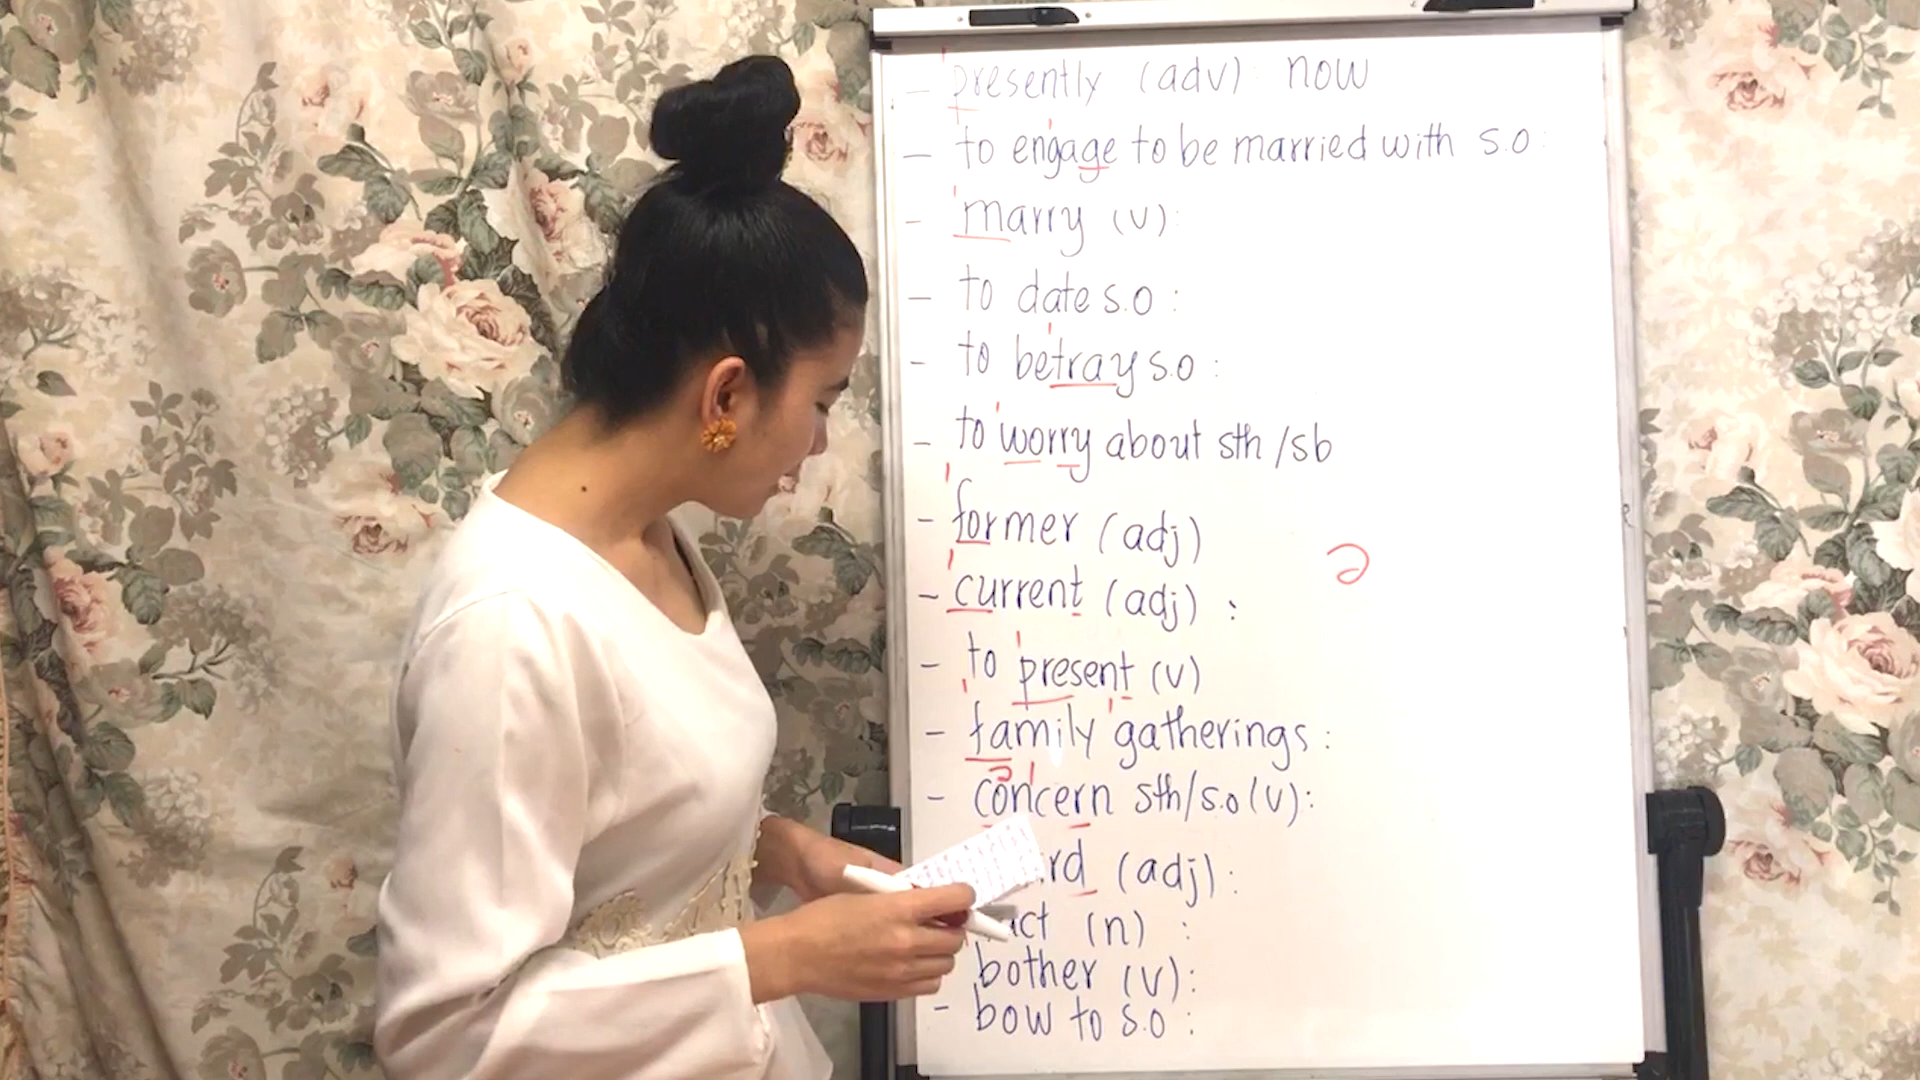 - presently (adv): now
- to engage to be married with s.o:
- marry (v):
- to date s.o:
- to betray s.o:
- to worry about sth/sb
- former (adj)
- current (adj):
- to present (v)
- family gatherings:
- concern sth/s.o (v):
(adj):
(n):
bother (v):
- bow to s.o: